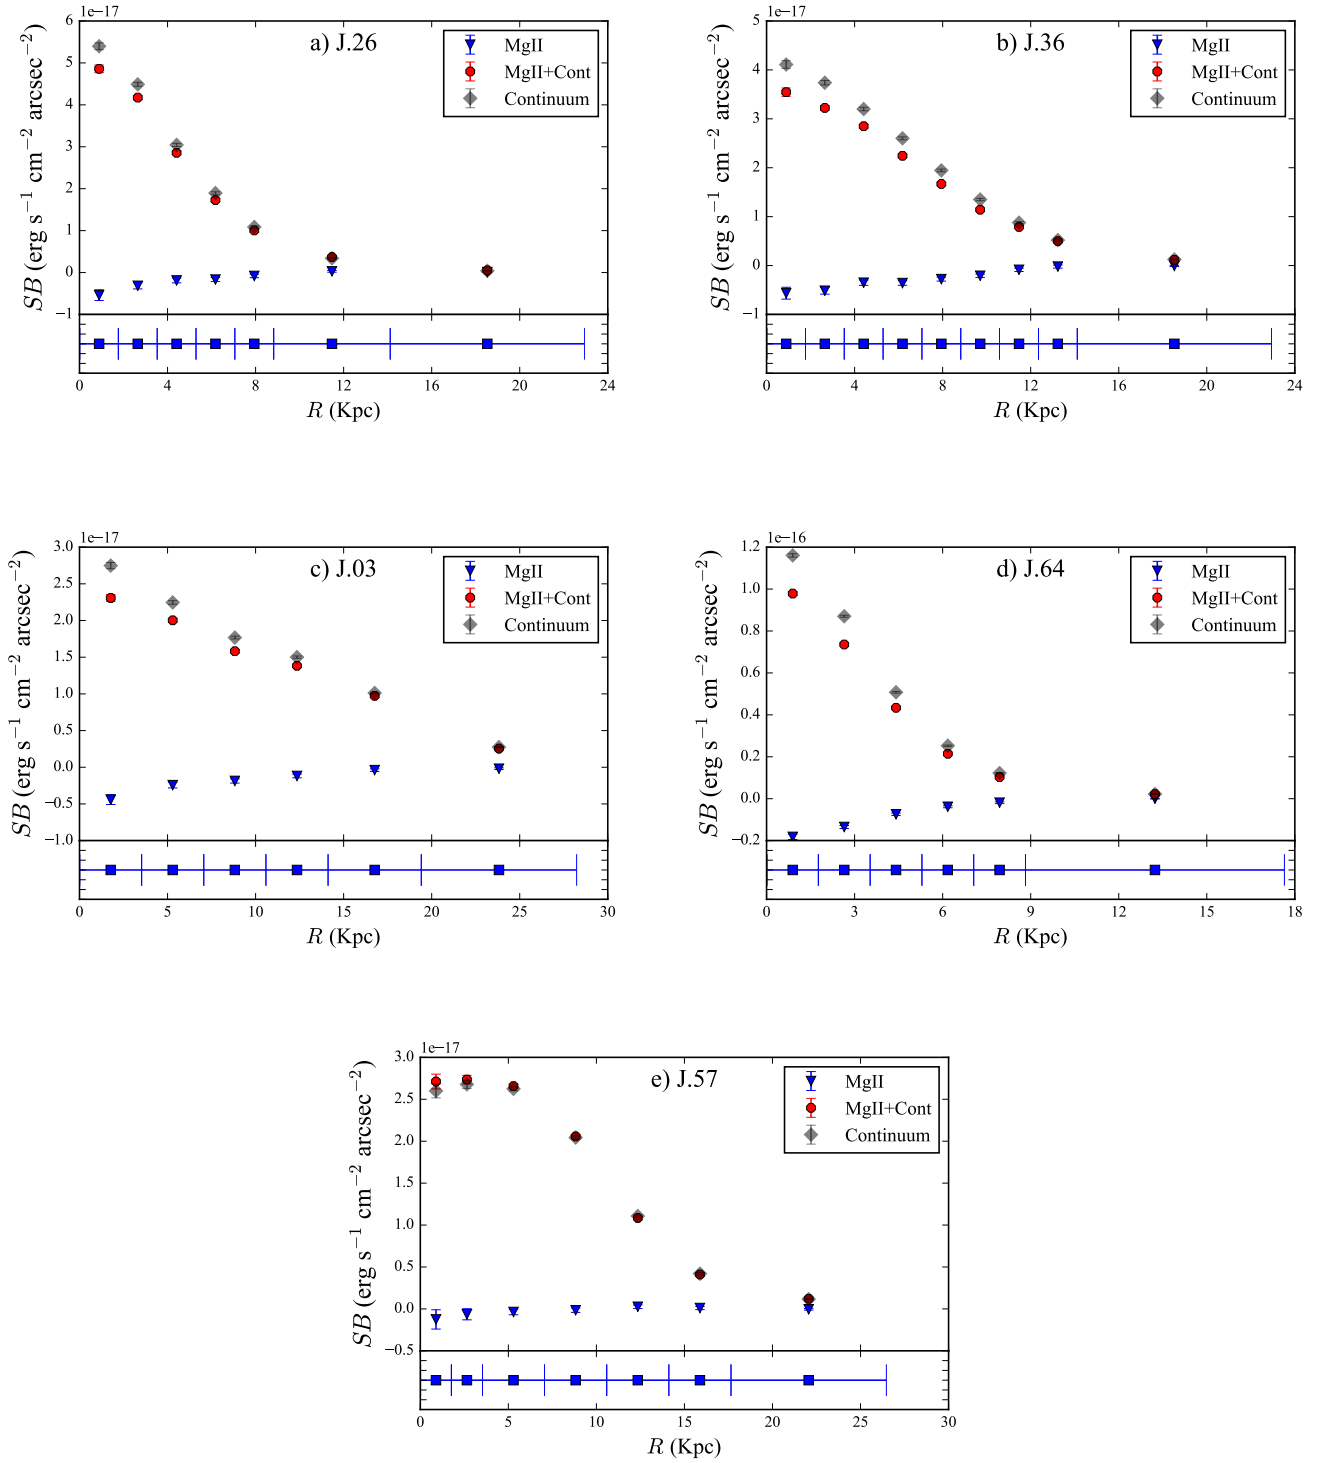 1e−17
a) J.26
MgII
MgII+Cont
Continuum
6
5
4
3
2
1
0
−1
SB (erg s−1 cm−2 arcsec−2)
0 4 8 12 16 20 24
R (Kpc)
1e−17
b) J.36
MgII
MgII+Cont
Continuum
5
4
3
2
1
0
−1
SB (erg s−1 cm−2 arcsec−2)
0 4 8 12 16 20 24
R (Kpc)
1e−17
c) J.03
MgII
MgII+Cont
Continuum
3.0
2.5
2.0
1.5
1.0
0.5
0.0
−0.5
−1.0
SB (erg s−1 cm−2 arcsec−2)
0 5 10 15 20 25 30
R (Kpc)
1e−16
d) J.64
MgII
MgII+Cont
Continuum
1.2
1.0
0.8
0.6
0.4
0.2
0.0
−0.2
SB (erg s−1 cm−2 arcsec−2)
0 3 6 9 12 15 18
R (Kpc)
1e−17
e) J.57
MgII
MgII+Cont
Continuum
3.0
2.5
2.0
1.5
1.0
0.5
0.0
−0.5
SB (erg s−1 cm−2 arcsec−2)
0 5 10 15 20 25 30
R (Kpc)